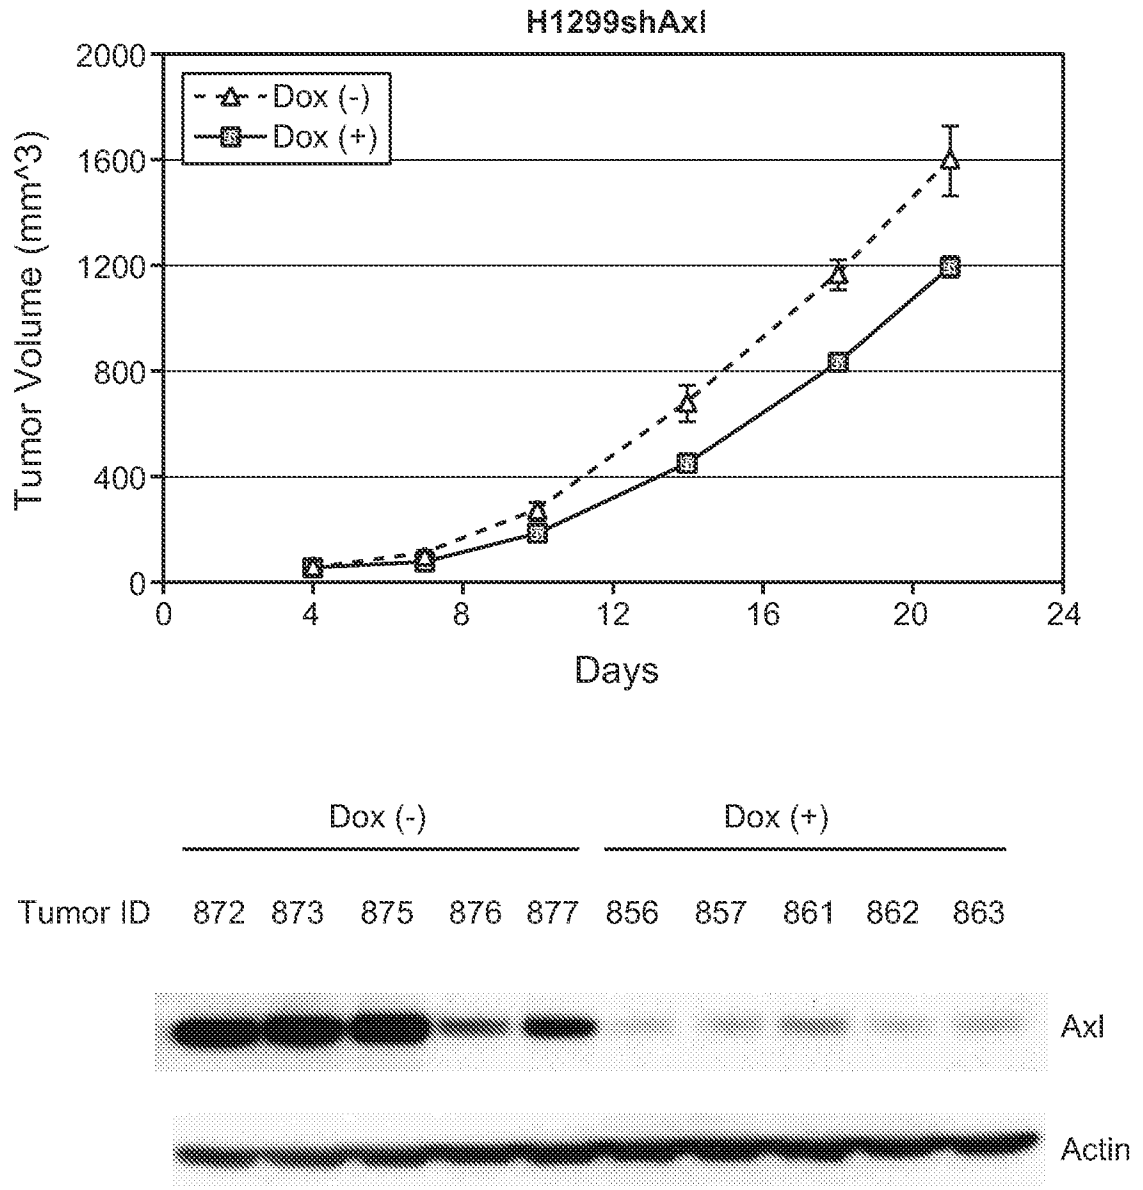 H1299shAxl
2000
1600
1200
800
400
0
Tumor Volume (mm^3)
Dox (-)
Dox (+)
0 4 8 12 16 20 24
Days
Dox (-) Dox (+)
Tumor ID 872 873 875 876 877 856 857 861 862 863
Axl
Actin